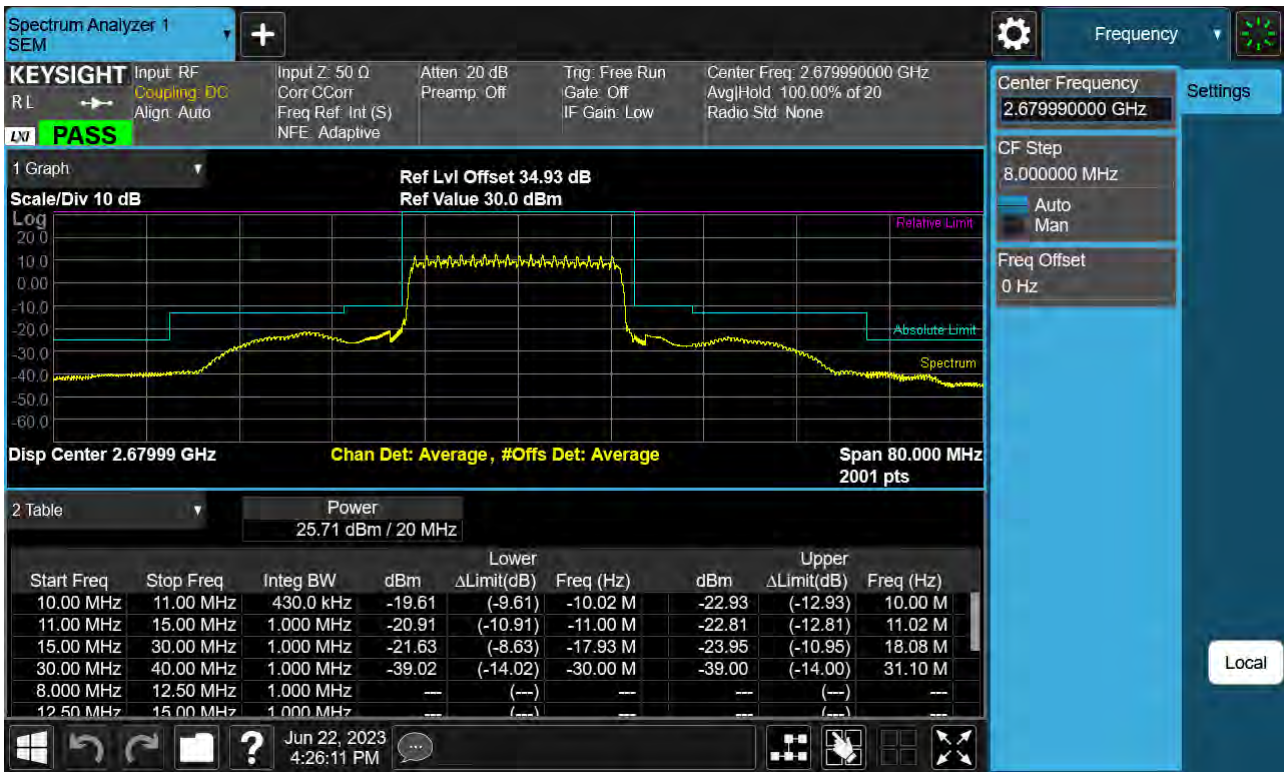 Spectrum Analyzer 1
SEM
Frequency
KEYSIGHT
R L
LXI
PASS
Input: RF
Coupling: DC
Align: Auto
Input Z: 50 Ω
Corr CCorr
Freq Ref: Int (S)
NFE: Adaptive
Atten: 20 dB
Preamp: Off
Trig: Free Run
Gate: Off
IF Gain: Low
Center Freq: 2.679990000 GHz
Avg|Hold: 100.00% of 20
Radio Std: None
Center Frequency
2.679990000 GHz
Settings
CF Step
8.000000 MHz
Auto
Man
Freq Offset
0 Hz
Local
1 Graph
Scale/Div 10 dB
Ref Lvl Offset 34.93 dB
Ref Value 30.0 dBm
Log
20.0
10.0
0.00
-10.0
-20.0
-30.0
-40.0
-50.0
-60.0
Relative Limit
Absolute Limit
Spectrum
Disp Center 2.67999 GHz
Chan Det: Average, #Offs Det: Average
Span 80.000 MHz
2001 pts
2 Table
Power
25.71 dBm / 20 MHz
Lower Upper
Start Freq Stop Freq Integ BW dBm ΔLimit(dB) Freq (Hz) dBm ΔLimit(dB) Freq (Hz)
10.00 MHz 11.00 MHz 430.0 kHz -19.61 (-9.61) -10.02 M -22.93 (-12.93) 10.00 M
11.00 MHz 15.00 MHz 1.000 MHz -20.91 (-10.91) -11.00 M -22.81 (-12.81) 11.02 M
15.00 MHz 30.00 MHz 1.000 MHz -21.63 (-8.63) -17.93 M -23.95 (-10.95) 18.08 M
30.00 MHz 40.00 MHz 1.000 MHz -39.02 (-14.02) -30.00 M -39.00 (-14.00) 31.10 M
8.000 MHz 12.50 MHz 1.000 MHz --- (---) --- --- (---) ---
12.50 MHz 15.00 MHz 1.000 MHz --- (---) --- --- (---) ---
Jun 22, 2023
4:26:11 PM